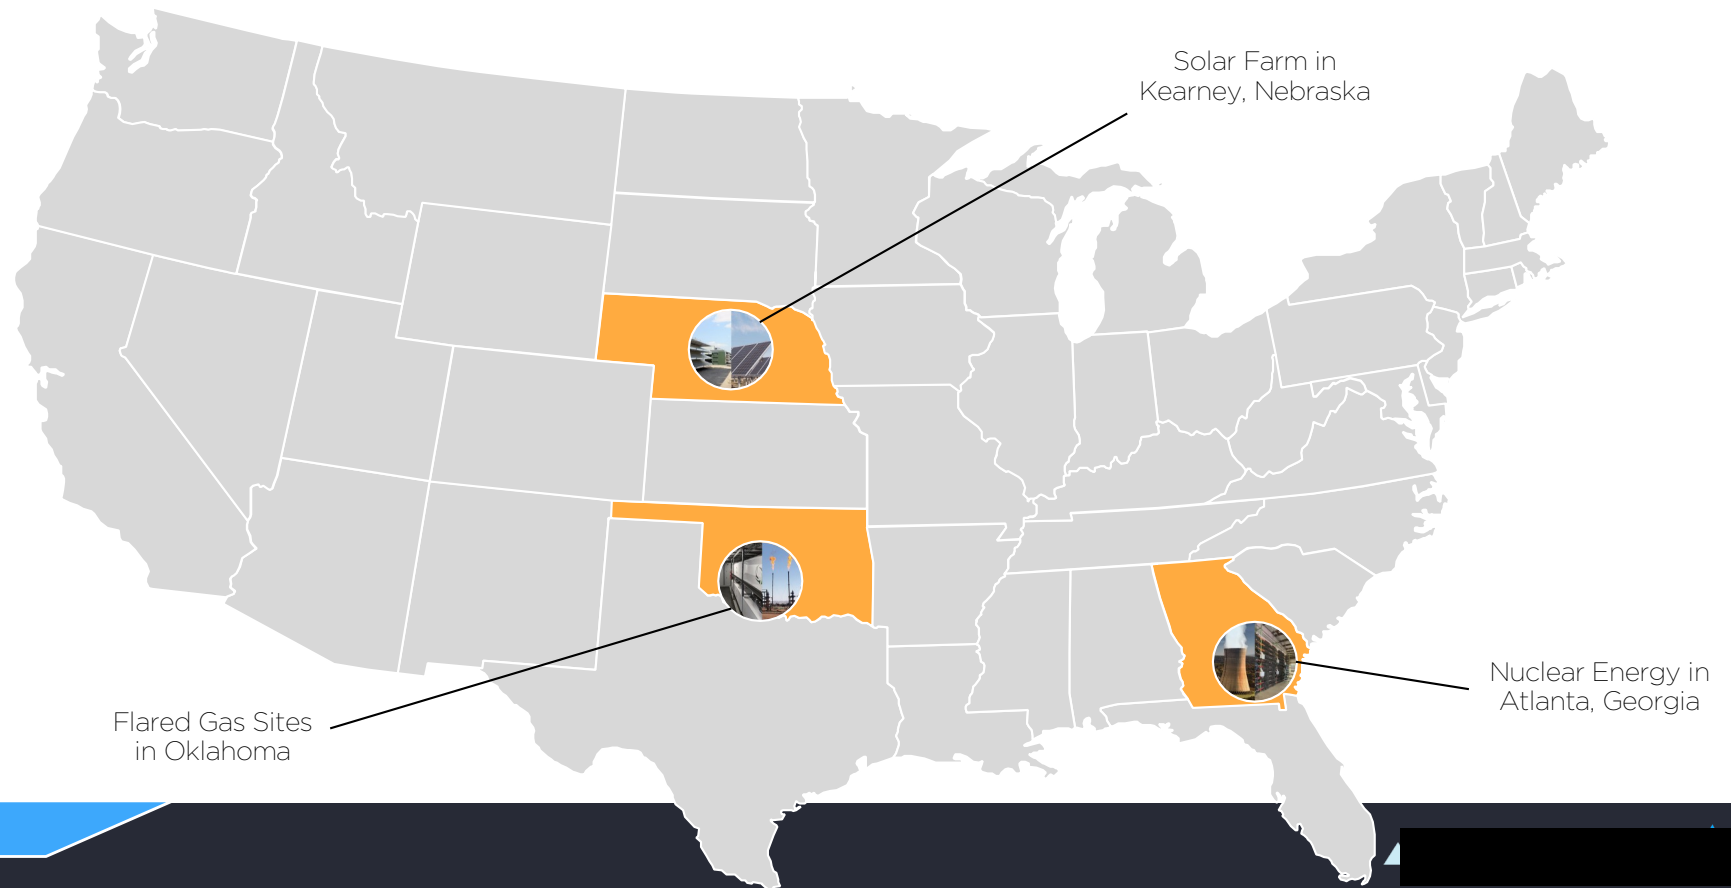 Solar Farm in
Kearney, Nebraska
Flared Gas Sites
in Oklahoma
Nuclear Energy in
Atlanta, Georgia